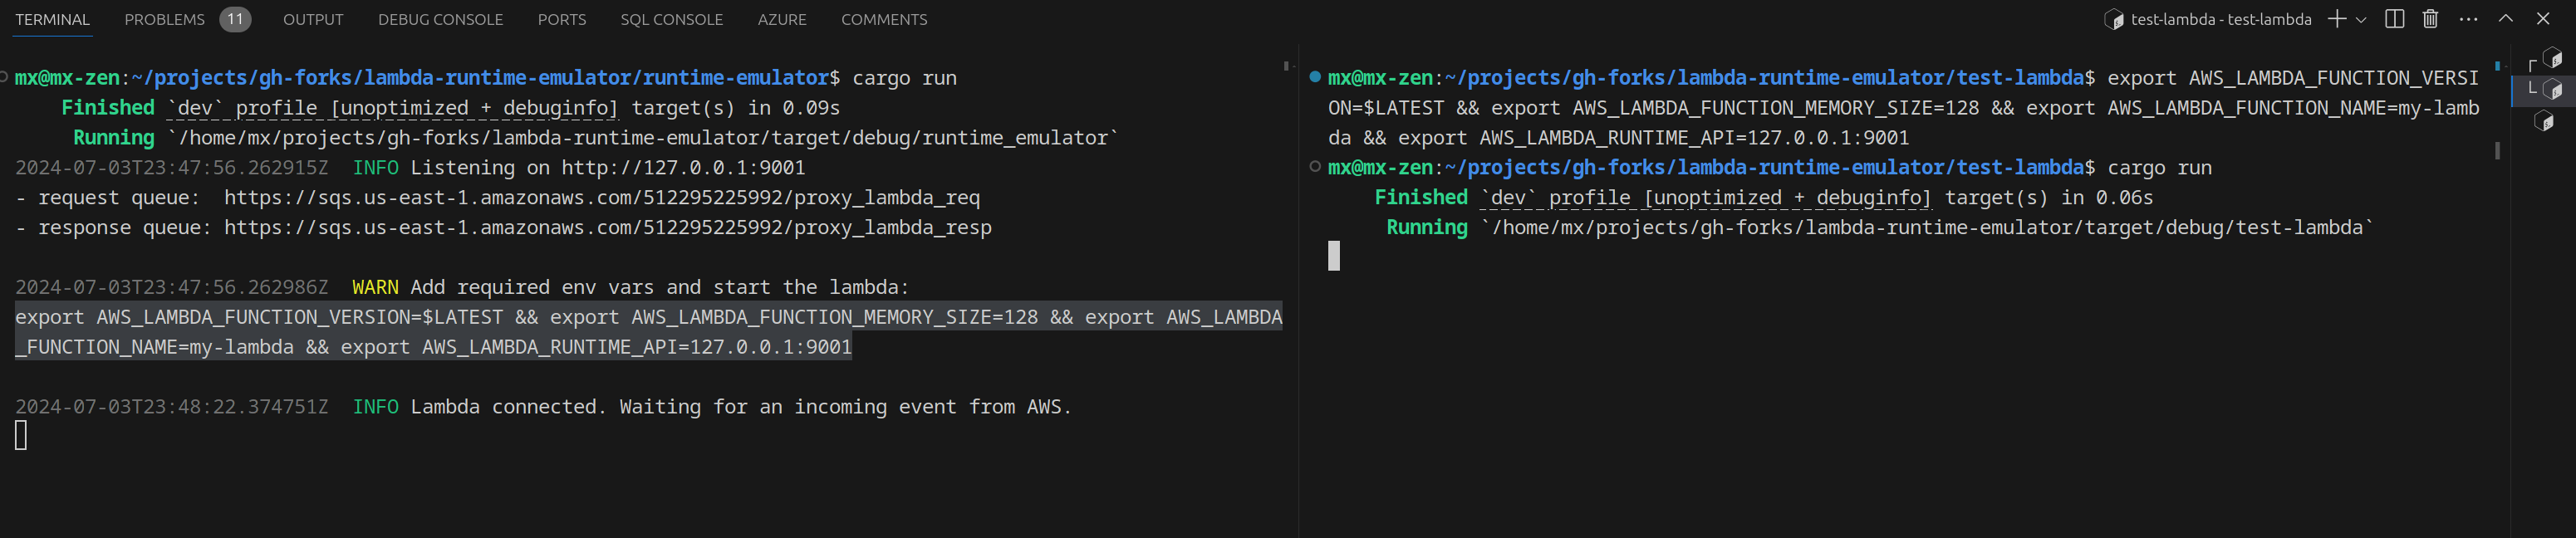 TERMINAL PROBLEMS 11 OUTPUT DEBUG CONSOLE PORTS SQL CONSOLE AZURE COMMENTS test-lambda - test-lambda
mx@mx-zen:~/projects/gh-forks/lambda-runtime-emulator/runtime-emulator$ cargo run
Finished `dev` profile [unoptimized + debuginfo] target(s) in 0.09s
Running `/home/mx/projects/gh-forks/lambda-runtime-emulator/target/debug/runtime_emulator`
2024-07-03T23:47:56.262915Z INFO Listening on http://127.0.0.1:9001
- request queue: https://sqs.us-east-1.amazonaws.com/512295225992/proxy_lambda_req
- response queue: https://sqs.us-east-1.amazonaws.com/512295225992/proxy_lambda_resp
2024-07-03T23:47:56.262986Z WARN Add required env vars and start the lambda:
export AWS_LAMBDA_FUNCTION_VERSION=$LATEST && export AWS_LAMBDA_FUNCTION_MEMORY_SIZE=128 && export AWS_LAMBDA
_FUNCTION_NAME=my-lambda && export AWS_LAMBDA_RUNTIME_API=127.0.0.1:9001
2024-07-03T23:48:22.374751Z INFO Lambda connected. Waiting for an incoming event from AWS.
mx@mx-zen:~/projects/gh-forks/lambda-runtime-emulator/test-lambda$ export AWS_LAMBDA_FUNCTION_VERSI
ON=$LATEST && export AWS_LAMBDA_FUNCTION_MEMORY_SIZE=128 && export AWS_LAMBDA_FUNCTION_NAME=my-lamb
da && export AWS_LAMBDA_RUNTIME_API=127.0.0.1:9001
mx@mx-zen:~/projects/gh-forks/lambda-runtime-emulator/test-lambda$ cargo run
Finished `dev` profile [unoptimized + debuginfo] target(s) in 0.06s
Running `/home/mx/projects/gh-forks/lambda-runtime-emulator/target/debug/test-lambda`